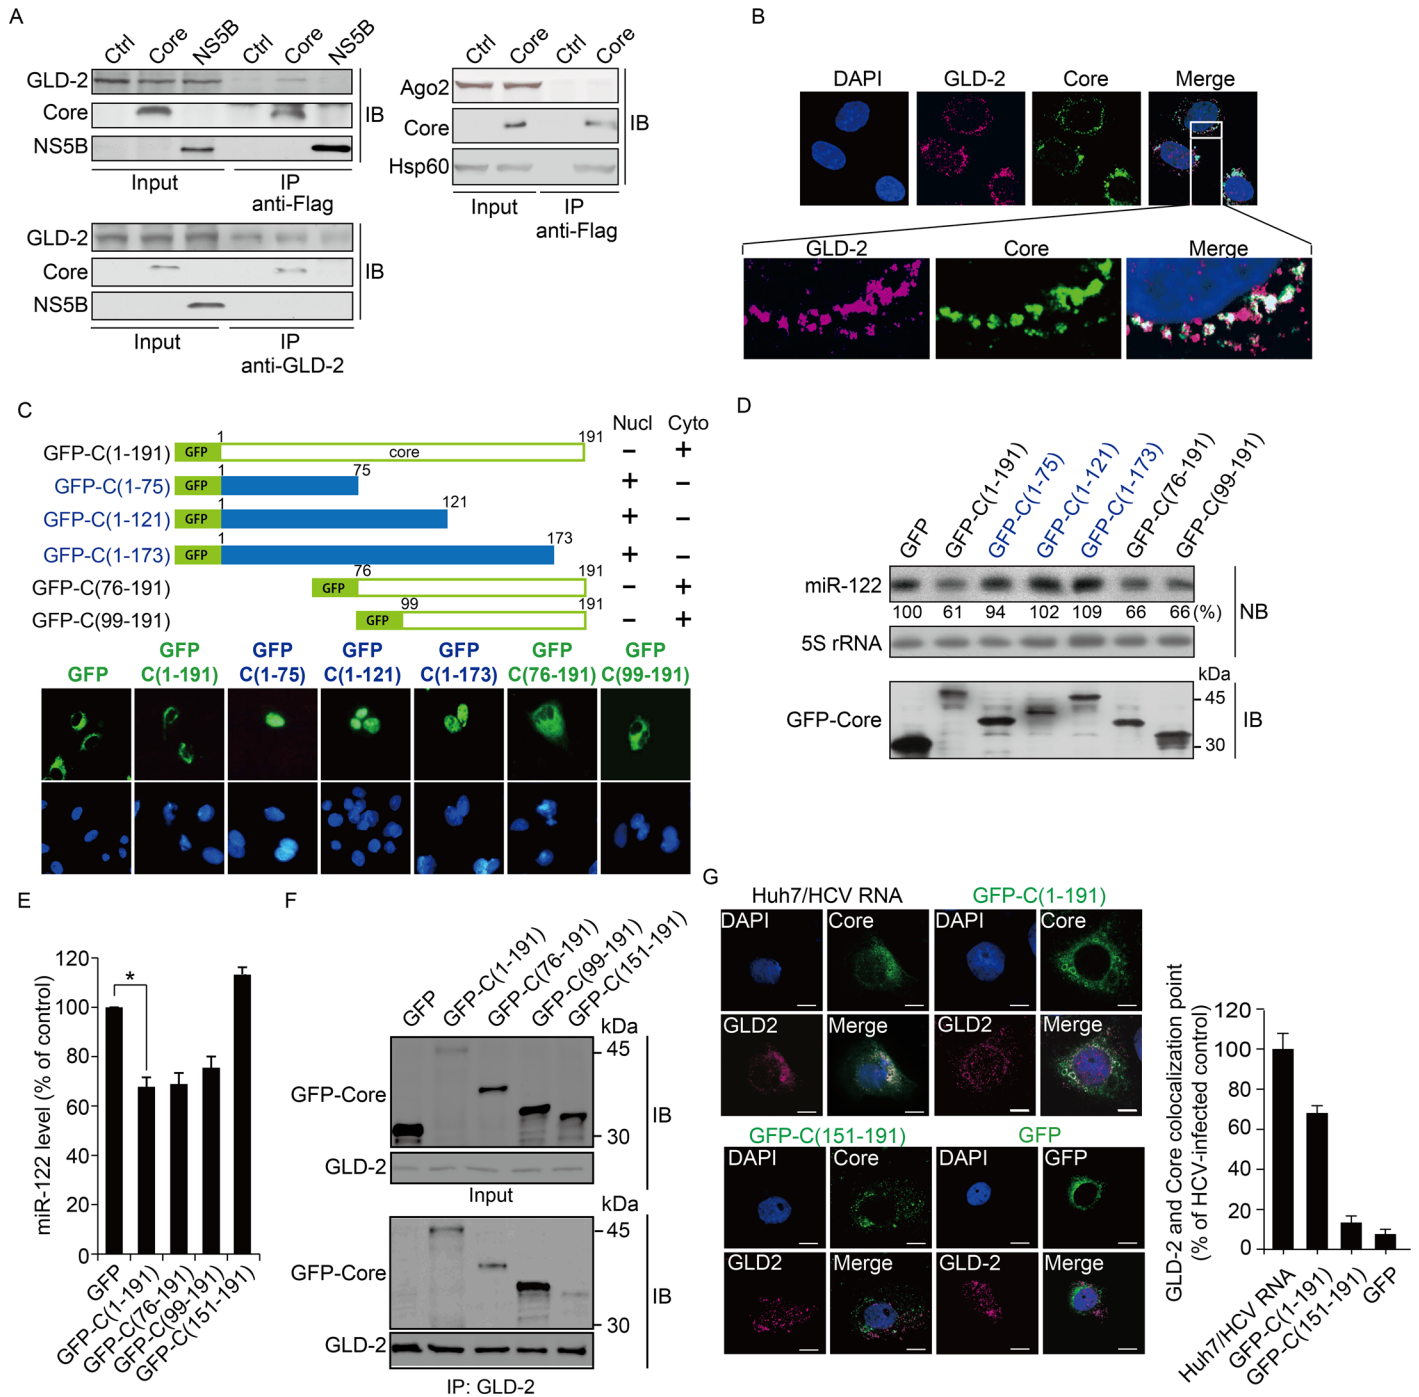 A
Ctrl Core NS5B Ctrl Core NS5B
GLD-2
Core
NS5B
IB
Input IP
anti-Flag
Ctrl Core Ctrl Core
Ago2
Core
Hsp60
IB
Input IP
anti-Flag
GLD-2
Core
NS5B
IB
Input IP
anti-GLD-2
B
DAPI GLD-2 Core Merge
GLD-2 Core Merge
C
Nucl Cyto
GFP-C(1-191) GFP 1 core 191 − +
GFP-C(1-75) GFP 1 75 + −
GFP-C(1-121) GFP 1 121 + −
GFP-C(1-173) GFP 1 173 + −
GFP-C(76-191) GFP 76 191 − +
GFP-C(99-191) GFP 99 191 − +
GFP GFP GFP GFP GFP GFP
GFP C(1-191) C(1-75) C(1-121) C(1-173) C(76-191) C(99-191)
D
GFP GFP-C(1-191) GFP-C(1-75) GFP-C(1-121) GFP-C(1-173) GFP-C(76-191) GFP-C(99-191)
miR-122
100 61 94 102 109 66 66 (%)
5S rRNA
NB
kDa
45
GFP-Core
30
IB
E
miR-122 level (% of control)
120
100
80
60
40
20
0
*
GFP GFP-C(1-191) GFP-C(76-191) GFP-C(99-191) GFP-C(151-191)
F
GFP GFP-C(1-191) GFP-C(76-191) GFP-C(99-191) GFP-C(151-191)
kDa
45
GFP-Core
30
IB
GLD-2
Input
kDa
45
GFP-Core
30
IB
GLD-2
IP: GLD-2
G
Huh7/HCV RNA GFP-C(1-191)
DAPI Core DAPI Core
GLD2 Merge GLD2 Merge
GFP-C(151-191) GFP
DAPI Core DAPI GFP
GLD2 Merge GLD-2 Merge
GLD-2 and Core colocalization point
(% of HCV-infected control)
120
100
80
60
40
20
0
Huh7/HCV RNA GFP-C(1-191) GFP-C(151-191) GFP